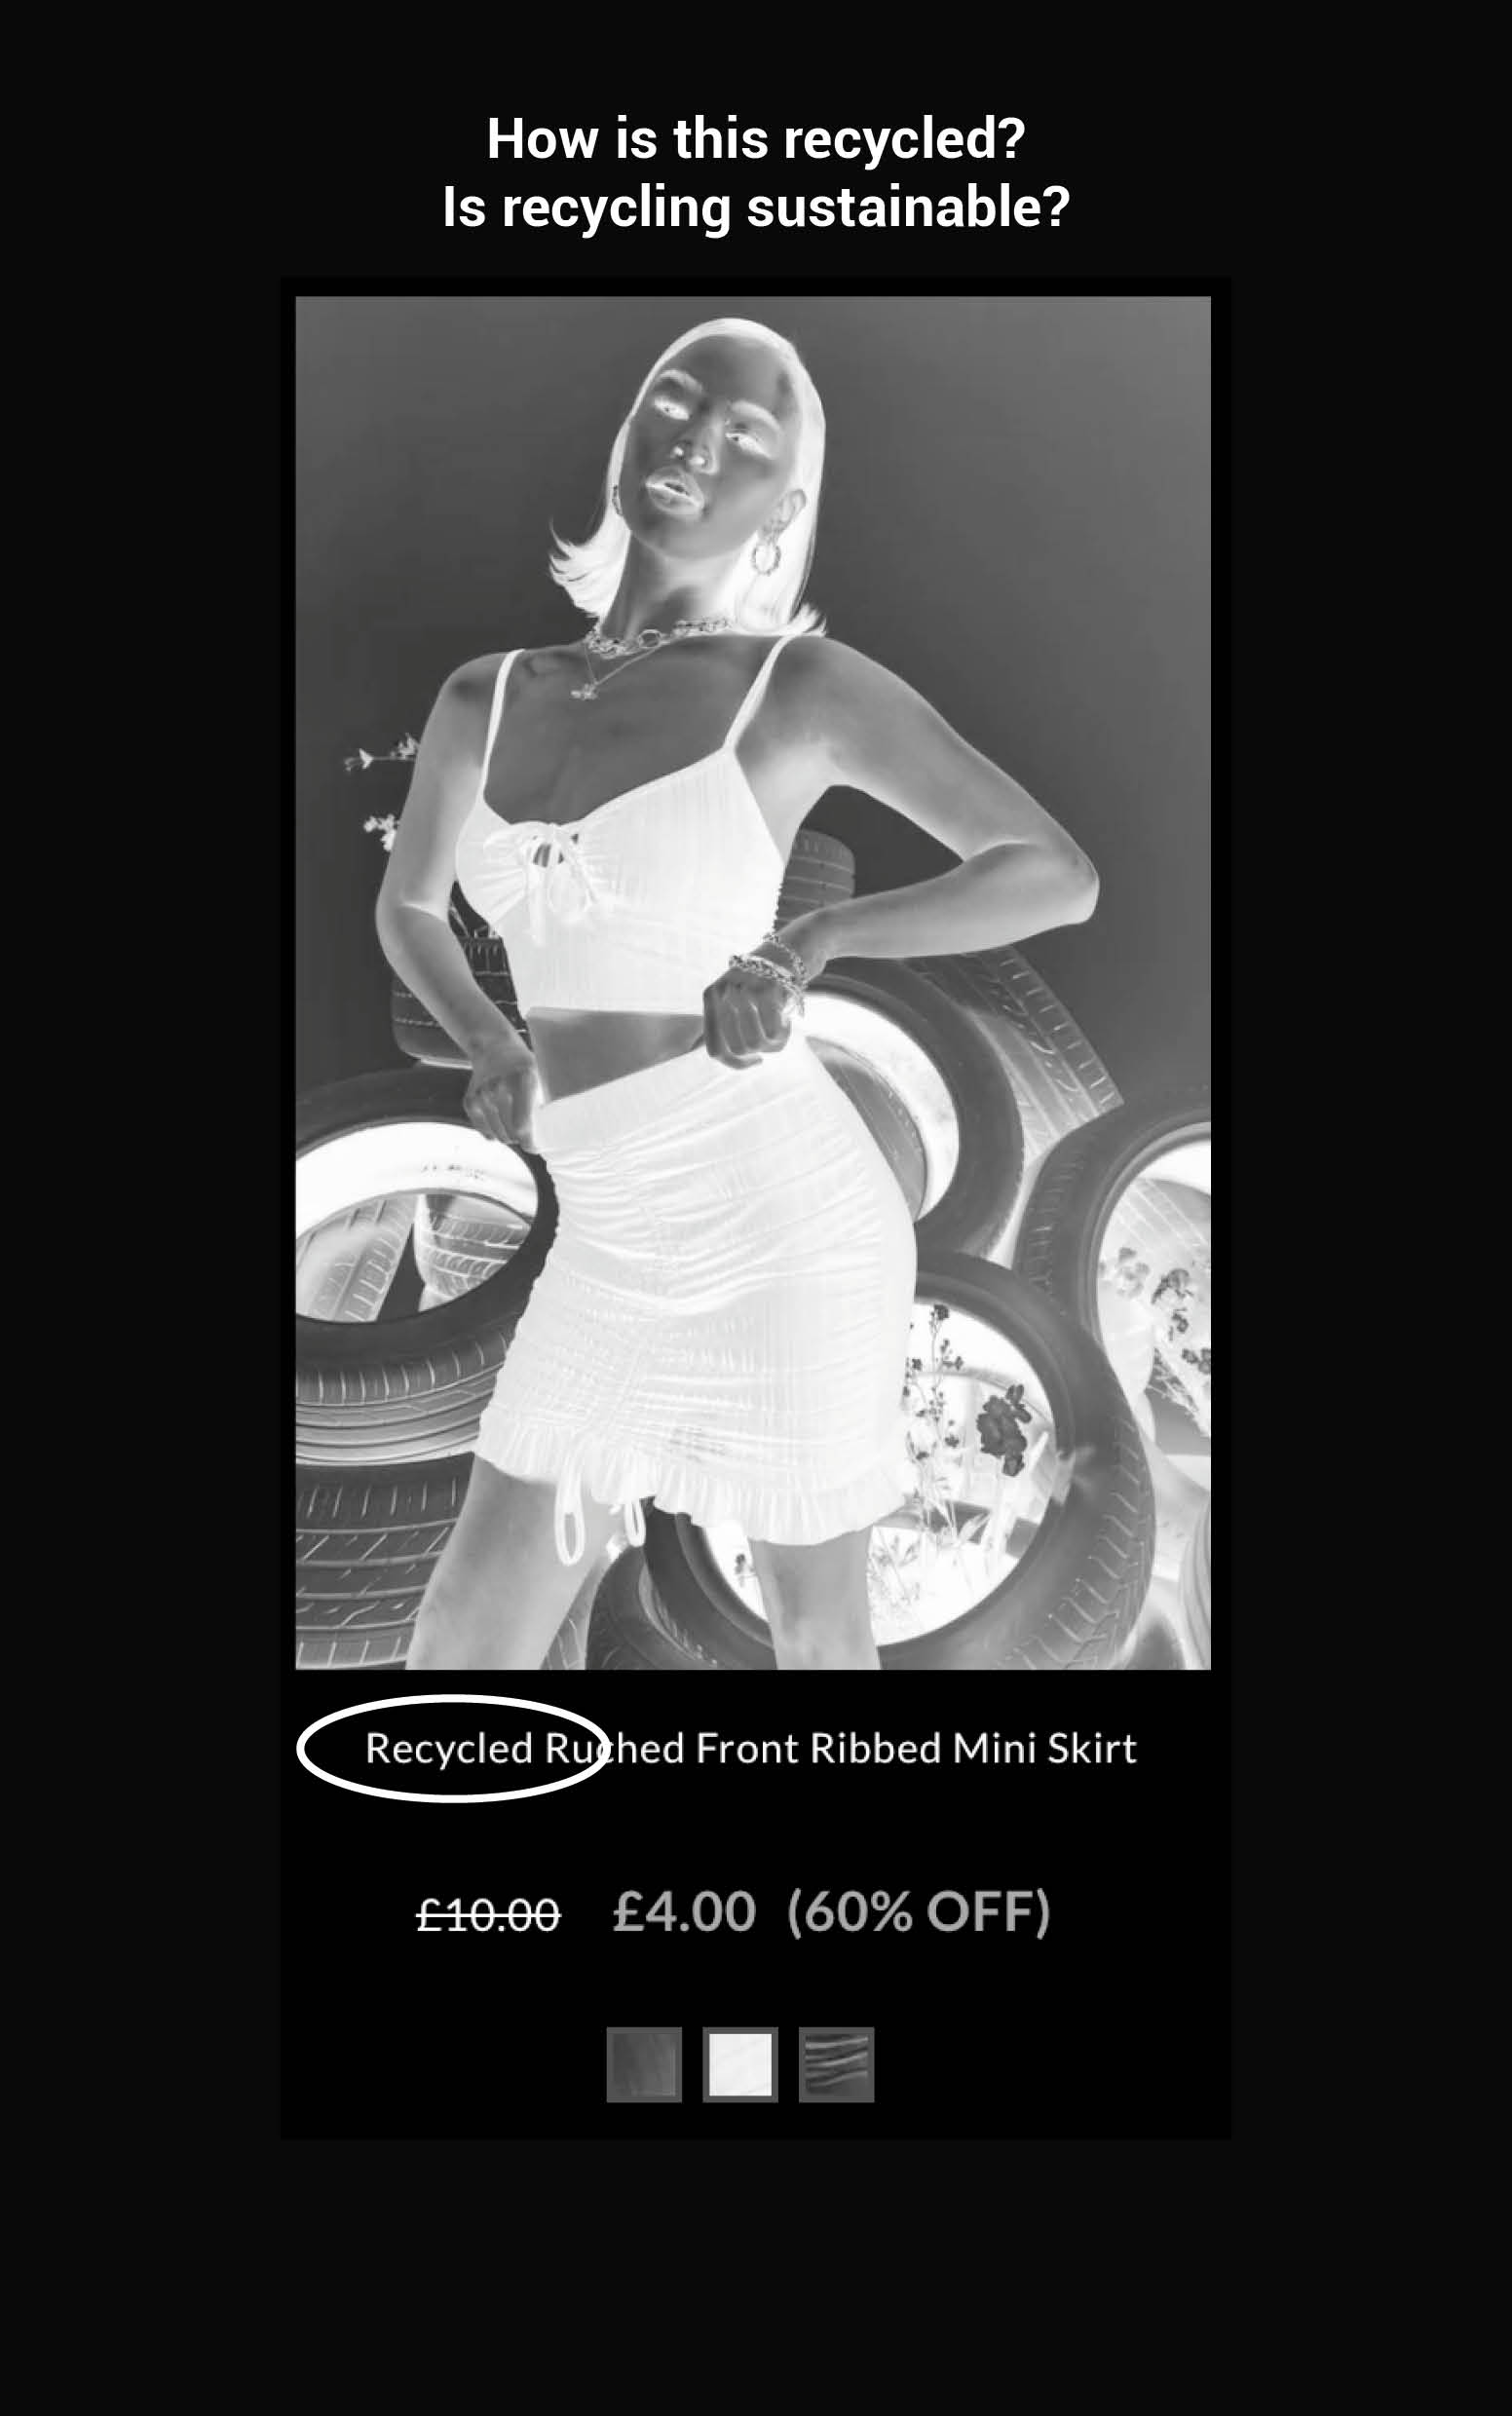 How is this recycled?
Is recycling sustainable?
Recycled Ruched Front Ribbed Mini Skirt
£10.00 £4.00 (60% OFF)